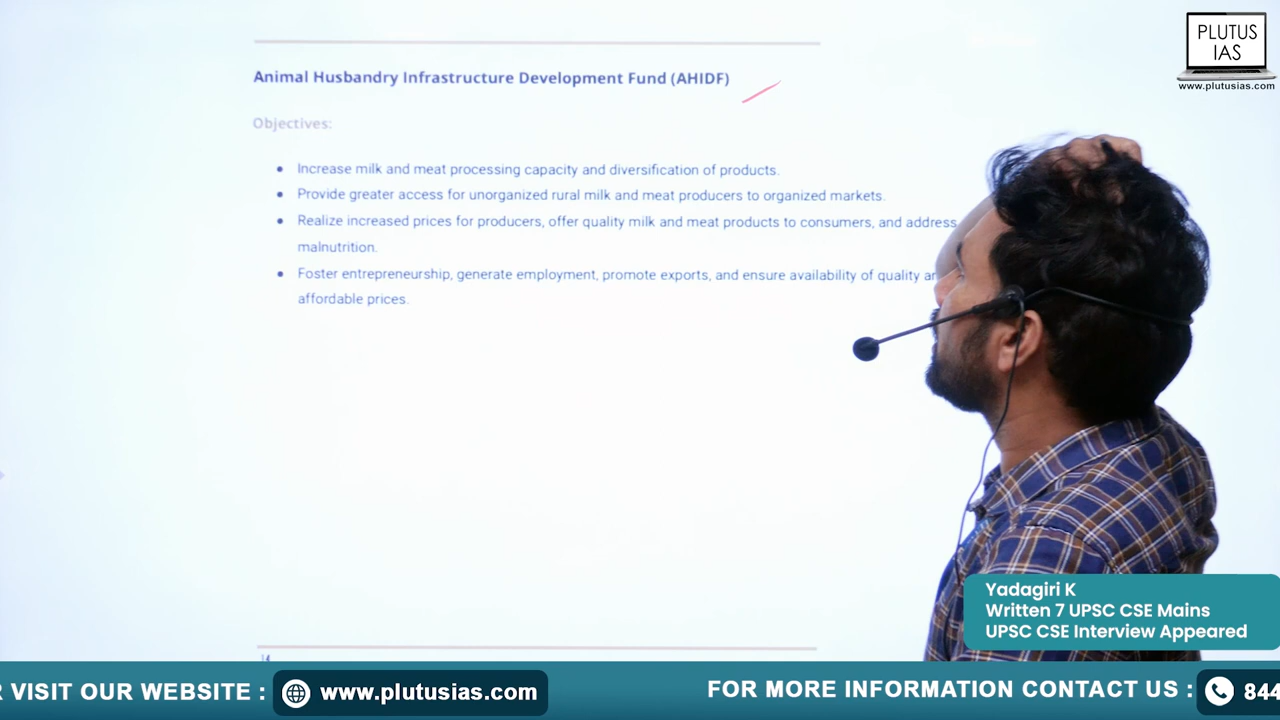 PLUTUS
IAS
www.plutusias.com
Animal Husbandry Infrastructure Development Fund (AHIDF)
Objectives:
• Increase milk and meat processing capacity and diversification of products.
• Provide greater access for unorganized rural milk and meat producers to organized markets.
• Realize increased prices for producers, offer quality milk and meat products to consumers, and address
malnutrition.
• Foster entrepreneurship, generate employment, promote exports, and ensure availability of quality
affordable prices.
Yadagiri K
Written 7 UPSC CSE Mains
UPSC CSE Interview Appeared
R VISIT OUR WEBSITE : www.plutusias.com
FOR MORE INFORMATION CONTACT US : 844